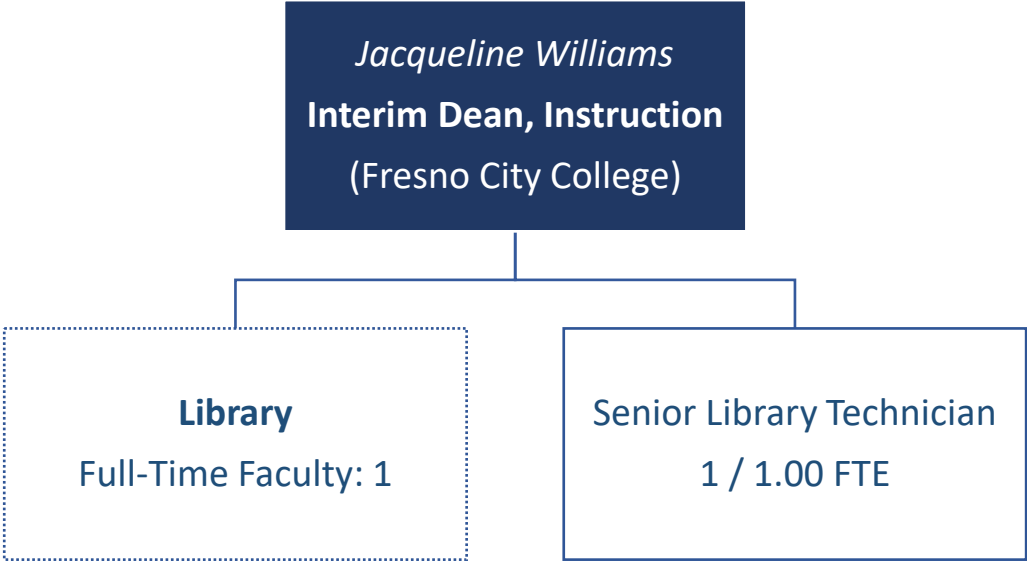 Jacqueline Williams
Interim Dean, Instruction
(Fresno City College)
Library
Full-Time Faculty: 1
Senior Library Technician
1 / 1.00 FTE